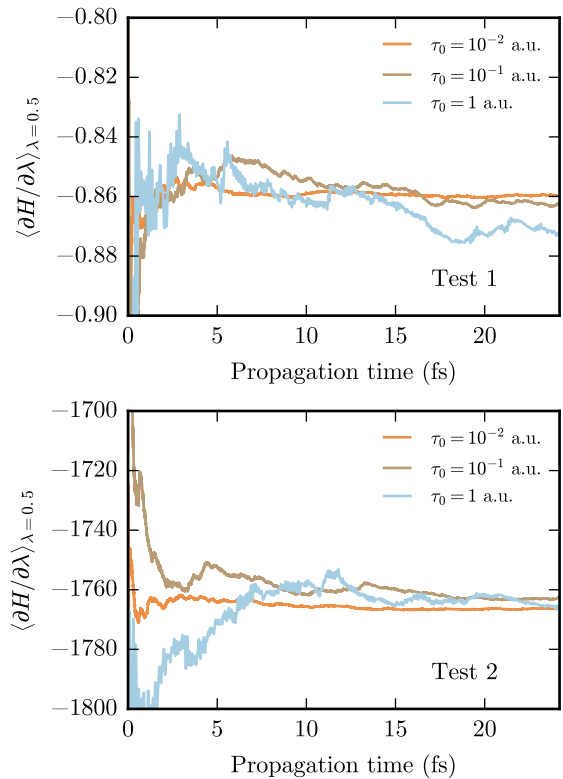 −0.80
−0.82
−0.84
−0.86
−0.88
−0.90
⟨∂H/∂λ⟩λ=0.5
τ0 = 10−2 a.u.
τ0 = 10−1 a.u.
τ0 = 1 a.u.
Test 1
0 5 10 15 20
Propagation time (fs)
−1700
−1720
−1740
−1760
−1780
−1800
⟨∂H/∂λ⟩λ=0.5
τ0 = 10−2 a.u.
τ0 = 10−1 a.u.
τ0 = 1 a.u.
Test 2
0 5 10 15 20
Propagation time (fs)